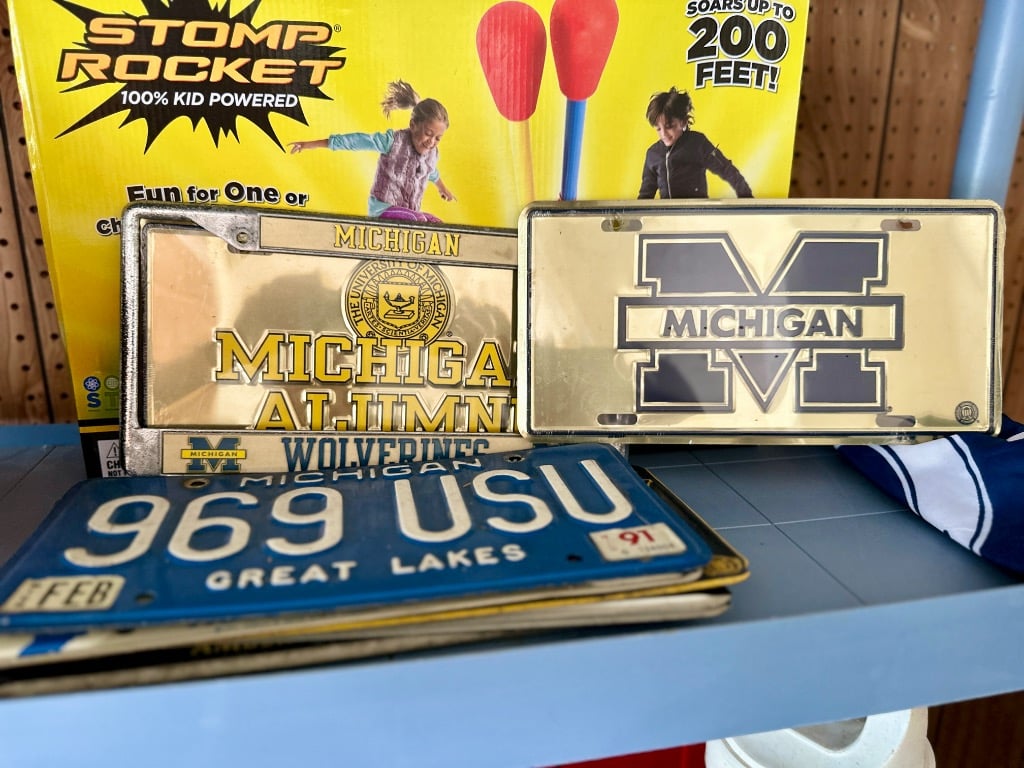 STOMP
ROCKET®
100% KID POWERED
SOARS UP TO
200
FEET!
Fun for One or
MICHIGAN
THE UNIVERSITY OF MICHIGAN
MICHIGA
ALUMNI
MICHIGAN
WOLVERINES
MICHIGAN
MICHIGAN
969 USU
GREAT LAKES
FEB
91